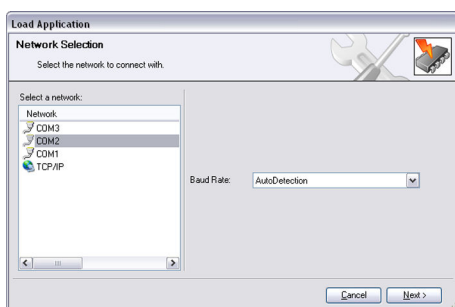 Load Application
Network Selection
Select the network to connect with.
Select a network:
Network
COM3
COM2
COM1
TCP/IP
Baud Rate:
AutoDetection
Cancel
Next >